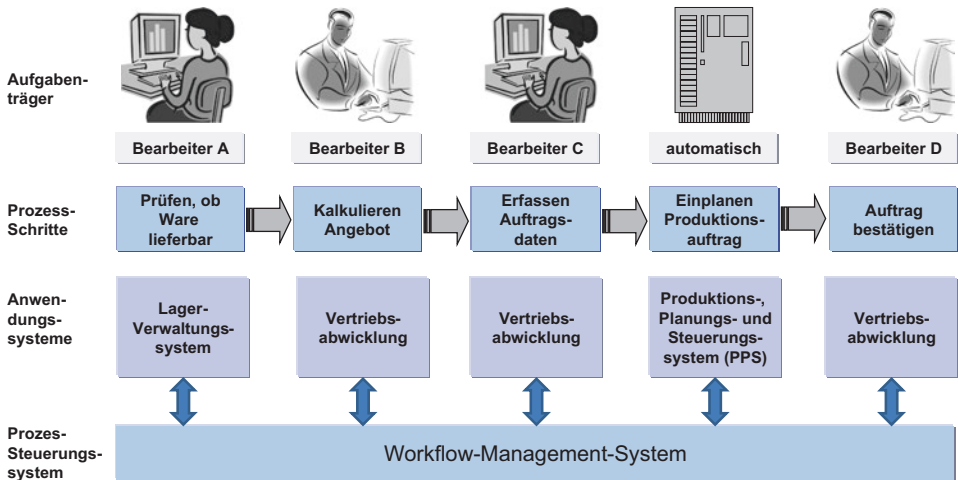 Aufgaben-
träger
Bearbeiter A
Bearbeiter B
Bearbeiter C
automatisch
Bearbeiter D
Prozess-
Schritte
Prüfen, ob
Ware
lieferbar
Kalkulieren
Angebot
Erfassen
Auftrags-
daten
Einplanen
Produktions-
auftrag
Auftrag
bestätigen
Anwen-
dungs-
systeme
Lager-
Verwaltungs-
system
Vertriebs-
abwicklung
Vertriebs-
abwicklung
Produktions-,
Planungs- und
Steuerungs-
system (PPS)
Vertriebs-
abwicklung
Prozes-
Steuerungs-
system
Workflow-Management-System